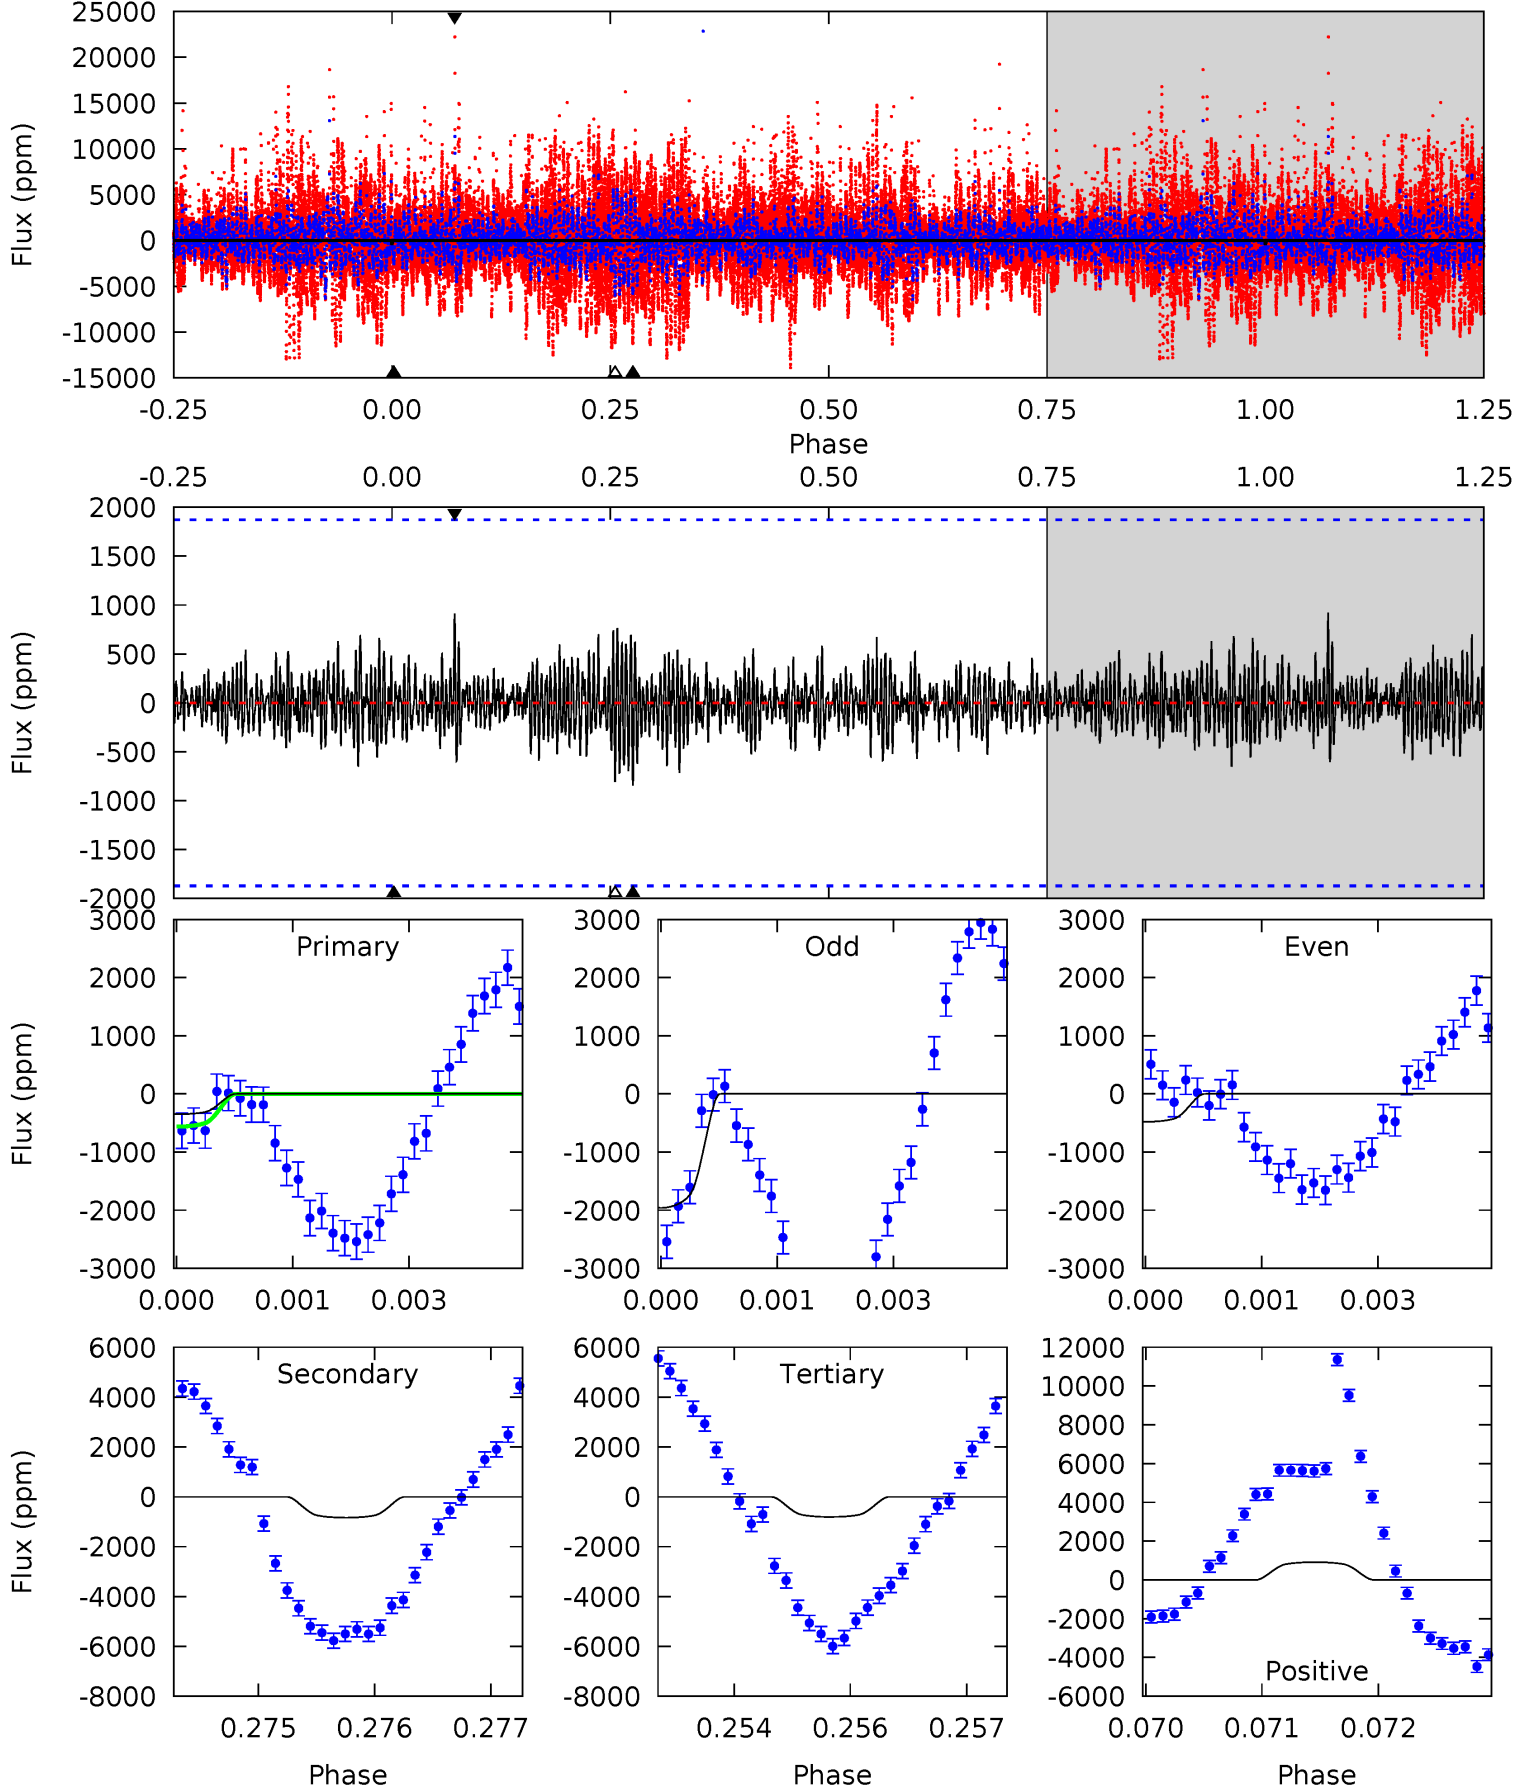 25000
20000
15000
10000
5000
0
-5000
-10000
-15000
Flux (ppm)
-0.25 0.00 0.25 0.50 0.75 1.00 1.25
Phase
-0.25 0.00 0.25 0.50 0.75 1.00 1.25
2000
1500
1000
500
0
-500
-1000
-1500
-2000
Flux (ppm)
3000
2000
1000
0
-1000
-2000
-3000
Flux (ppm)
Primary
0.000 0.001 0.003
3000
2000
1000
0
-1000
-2000
-3000
Odd
0.000 0.001 0.003
3000
2000
1000
0
-1000
-2000
-3000
Even
0.000 0.001 0.003
6000
4000
2000
0
-2000
-4000
-6000
-8000
Flux (ppm)
Secondary
0.275 0.276 0.277
Phase
6000
4000
2000
0
-2000
-4000
-6000
-8000
Tertiary
0.254 0.256 0.257
Phase
12000
10000
8000
6000
4000
2000
0
-2000
-4000
-6000
Positive
0.070 0.071 0.072
Phase